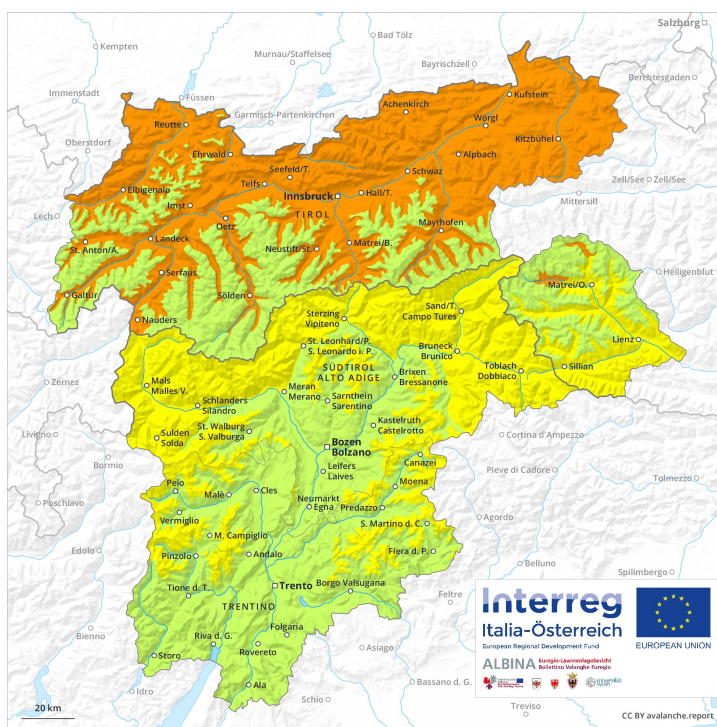 Salzburg
Bad Tölz
Kempten
Murnau/Staffelsee
Bayrischzell
Berchtesgaden
Immenstadt
Füssen
Kufstein
Achenkirch
Garmisch-Partenkirchen
Reutte
Wörgl
Oberstdorf
Kitzbühel
Ehrwald
Alpbach
Seefeld/T.
Schwaz
Zell/See
Zell/See
Telfs
Elbigenalp
Innsbruck
Hall/T.
Mittersill
Imst
Lech
TIROL
Oetz
Mayrhofen
Landeck
St. Anton/A.
Neustift/St.
Matrei/B.
Serfaus
Heiligenblut
Matrei/O.
Galtür
Sölden
Sand/T.
Campo Tures
Nauders
Sterzing
Vipiteno
Lienz
St. Leonhard/P.
S. Leonardo i. P.
Bruneck
Brunico
SÜDTIROL
ALTO ADIGE
Toblach
Dobbiaco
Sillian
Brixen
Bressanone
Zernez
Mals
Malles V.
Meran
Merano
Sarnthein
Sarentino
Schlanders
Silandro
St. Walburg
S. Valburga
Kastelruth
Castelrotto
Livigno
Sulden
Solda
Cortina d'Ampezzo
Bozen
Bolzano
Bormio
Canazei
Leifers
Laives
Pieve di Cadore
Tolmezzo
Peio
Moena
Malè
Cles
Neumarkt
Egna
Poschiavo
Predazzo
Agordo
Vermiglio
S. Martino d. C.
M. Campiglio
Edolo
Pinzolo
Andalo
Fiera d. P.
Belluno
Spilimbergo
Trento
Tione d. T.
Borgo Valsugana
Feltre
TRENTINO
Folgaria
Bienno
Riva d. G.
Rovereto
Asiago
Storo
Ala
Idro
Schio
Bassano d. G.
Treviso
Interreg
Italia-Österreich
European Regional Development Fund
EUROPEAN UNION
ALBINA
Euregio-Lawinenlagebericht
Bollettino Valanghe Euregio
universität
wien
20 km
CC BY avalanche.report